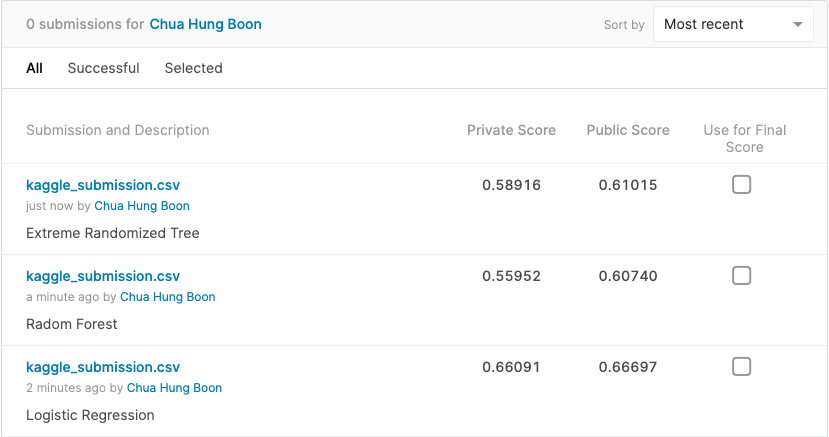 0 submissions for Chua Hung Boon
Sort by Most recent
All Successful Selected
Submission and Description Private Score Public Score Use for Final
Score
kaggle_submission.csv 0.58916 0.61015
just now by Chua Hung Boon
Extreme Randomized Tree
kaggle_submission.csv 0.55952 0.60740
a minute ago by Chua Hung Boon
Radom Forest
kaggle_submission.csv 0.66091 0.66697
2 minutes ago by Chua Hung Boon
Logistic Regression